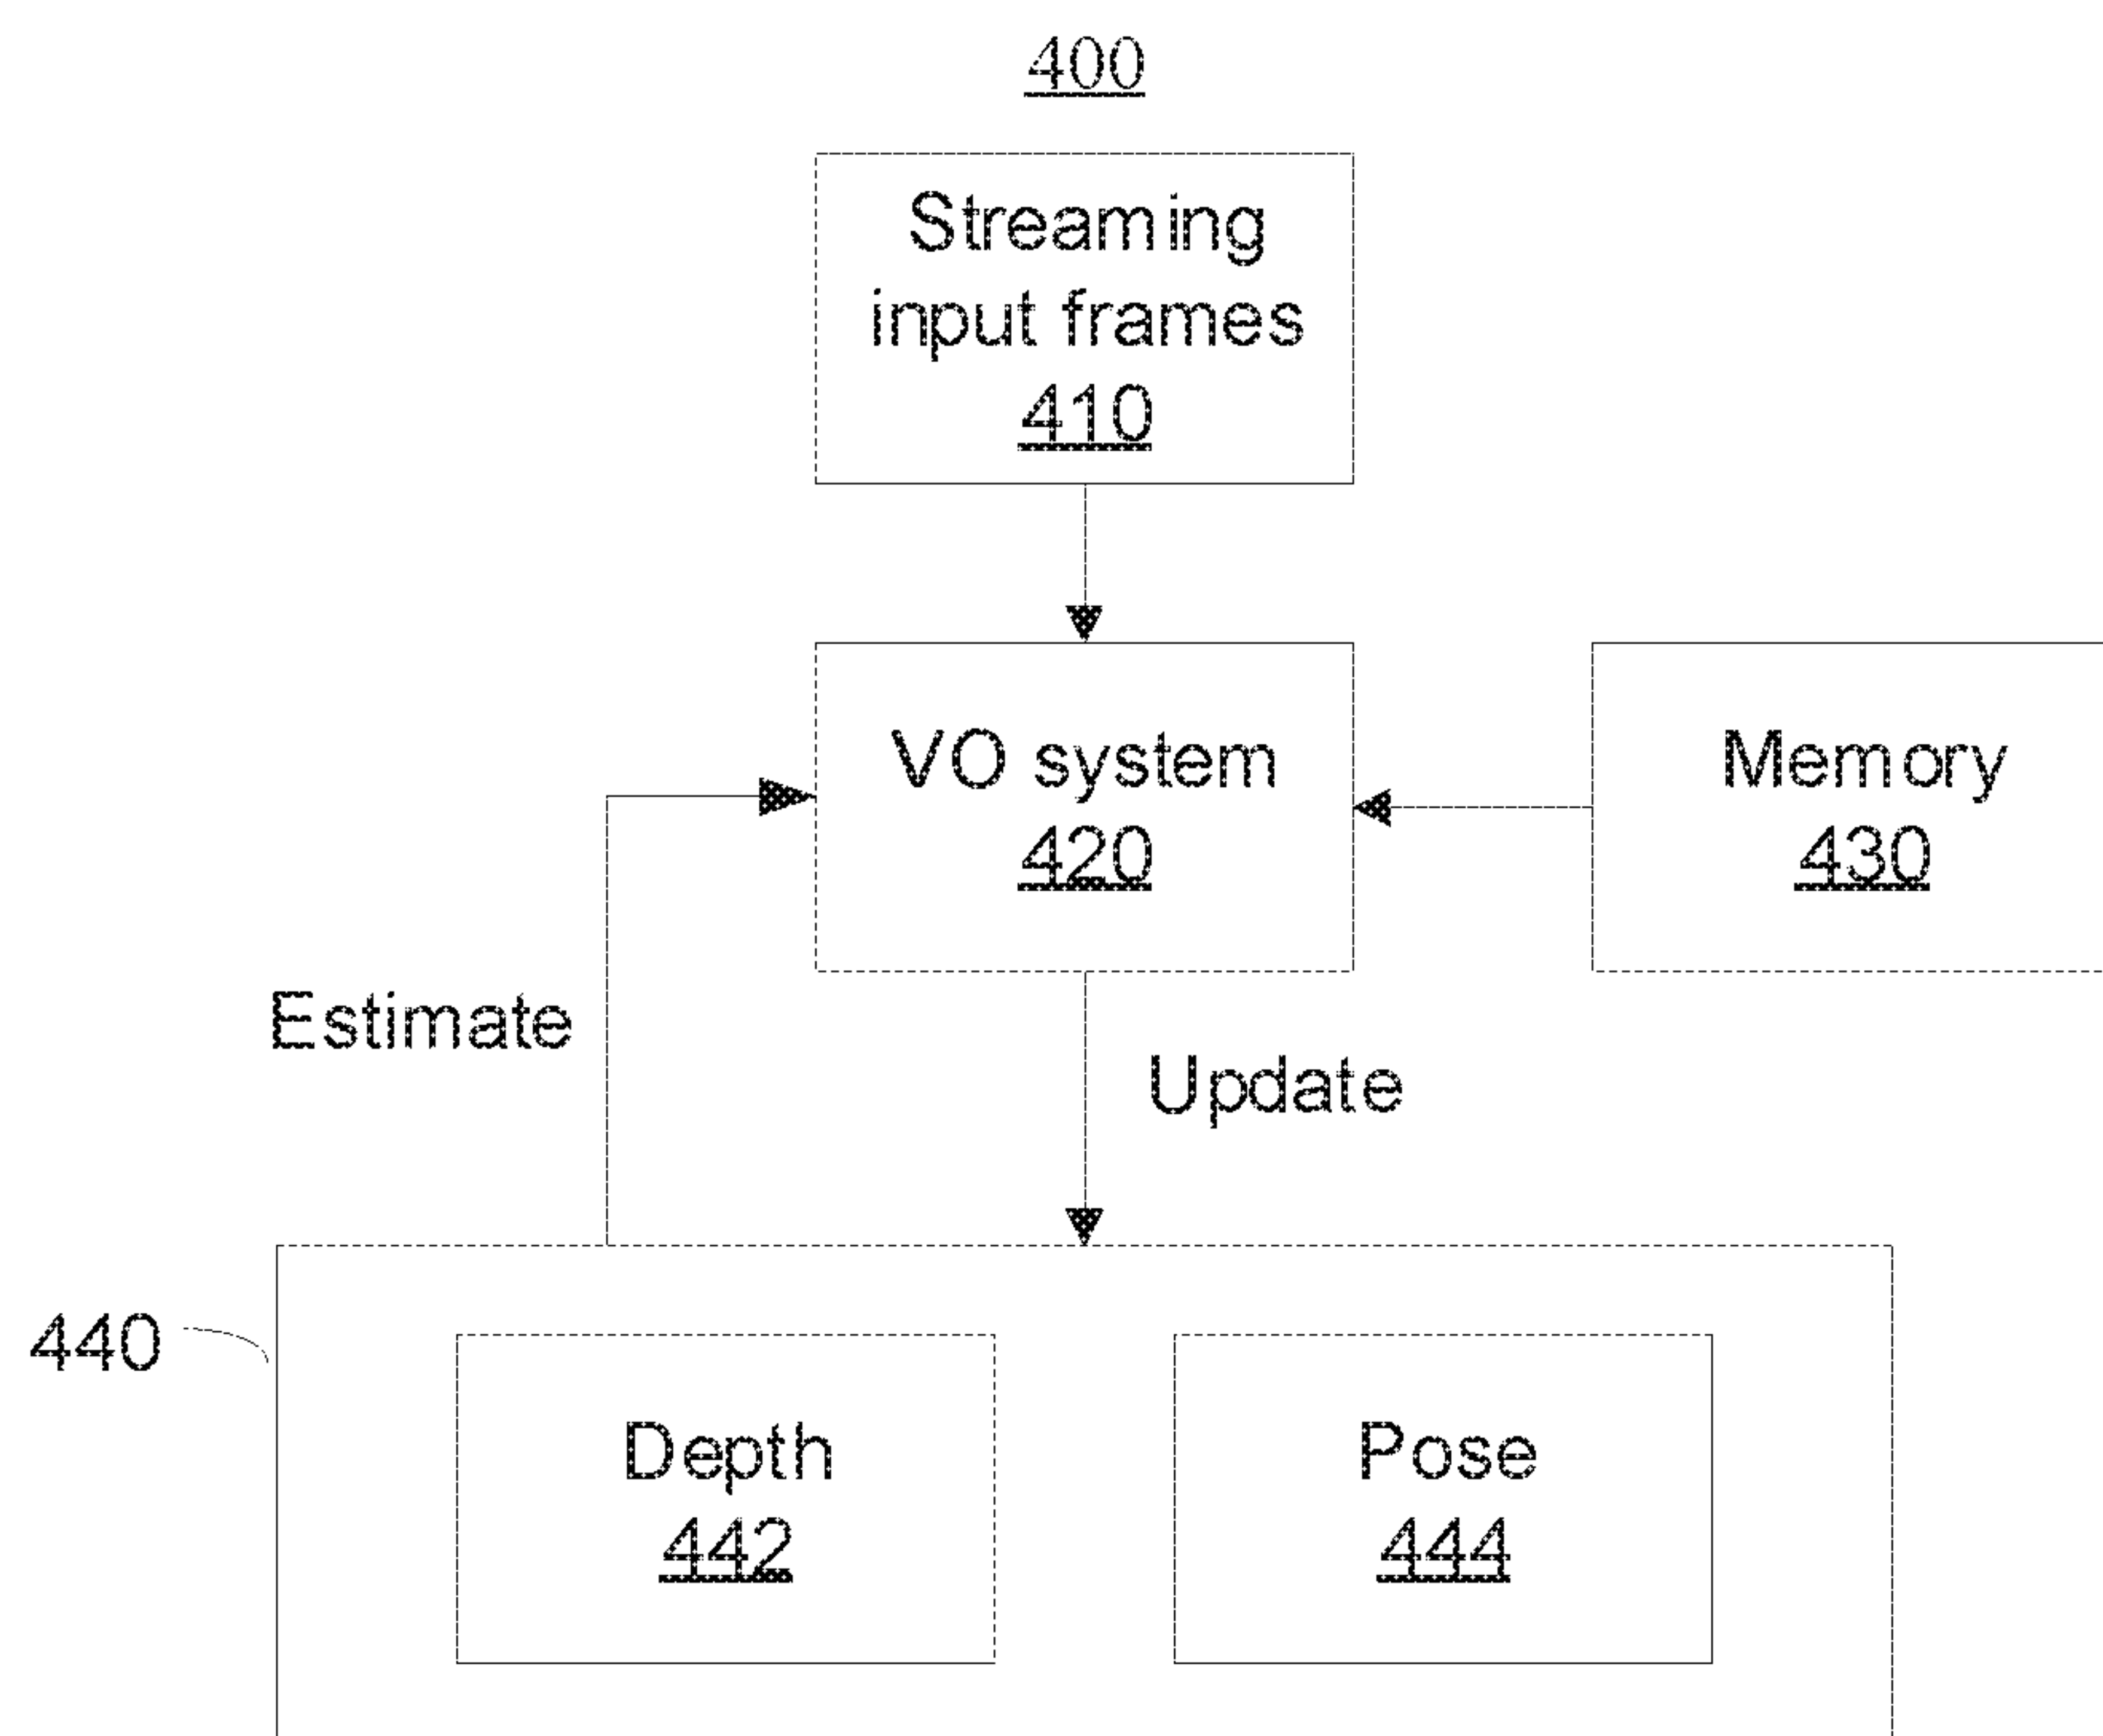 400
Streaming
input frames
410
VO system
420
Memory
430
Estimate
Update
440
Depth
442
Pose
444